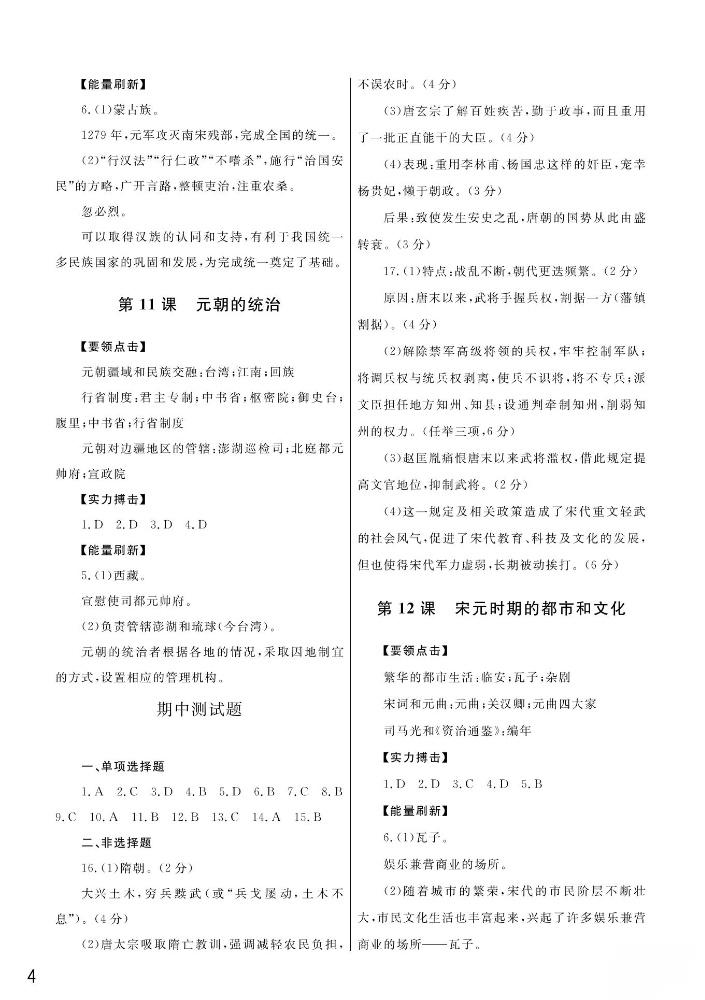 【能量刷新】
6.(1)蒙古族。
1279年,元军攻灭南宋残部,完成全国的统一。
(2)“行汉法”“行仁政”“不嗜杀”,施行“治国安
民”的方略,广开言路,整顿吏治,注重农桑。
忽必烈。
可以取得汉族的认同和支持,有利于我国统一
多民族国家的巩固和发展,为完成统一奠定了基础。
第11课 元朝的统治
【要领点击】
元朝疆域和民族交融:台湾;江南;回族
行省制度:君主专制;中书省;枢密院;御史台;
腹里;中书省;行省制度
元朝对边疆地区的管辖:澎湖巡检司;北庭都元
帅府;宣政院
【实力搏击】
1.D 2.D 3.D 4.D
【能量刷新】
5.(1)西藏。
宣慰使司都元帅府。
(2)负责管辖澎湖和琉球(今台湾)。
元朝的统治者根据各地的情况,采取因地制宜
的方式,设置相应的管理机构。
期中测试题
一、单项选择题
1.A 2.C 3.D 4.B 5.D 6.B 7.C 8.B
9.C 10.A 11.B 12.B 13.C 14.A 15.B
二、非选择题
16.(1)隋朝。(2分)
大兴土木,穷兵黩武(或“兵戈屡动,土木不
息”)。(4分)
(2)唐太宗吸取隋亡教训,强调减轻农民负担,
不误农时。(4分)
(3)唐玄宗了解百姓疾苦,勤于政事,而且重用
了一批正直能干的大臣。(4分)
(4)表现:重用李林甫、杨国忠这样的奸臣,宠幸
杨贵妃,懒于朝政。(3分)
后果:致使发生安史之乱,唐朝的国势从此由盛
转衰。(3分)
17.(1)特点:战乱不断,朝代更迭频繁。(2分)
原因:唐末以来,武将手握兵权,割据一方(藩镇
割据)。(4分)
(2)解除禁军高级将领的兵权,牢牢控制军队;
将调兵权与统兵权剥离,使兵不识将,将不专兵;派
文臣担任地方知州、知县;设通判牵制知州,削弱知
州的权力。(任举三项,6分)
(3)赵匡胤痛恨唐末以来武将滥权,借此规定提
高文官地位,抑制武将。(2分)
(4)这一规定及相关政策造成了宋代重文轻武
的社会风气,促进了宋代教育、科技及文化的发展,
但也使得宋代军力虚弱,长期被动挨打。(6分)
第12课 宋元时期的都市和文化
【要领点击】
繁华的都市生活:临安;瓦子;杂剧
宋词和元曲:元曲;关汉卿;元曲四大家
司马光和《资治通鉴》:编年
【实力搏击】
1.D 2.D 3.C 4.D 5.B
【能量刷新】
6.(1)瓦子。
娱乐兼营商业的场所。
(2)随着城市的繁荣,宋代的市民阶层不断壮
大,市民文化生活也丰富起来,兴起了许多娱乐兼营
商业的场所——瓦子。
4